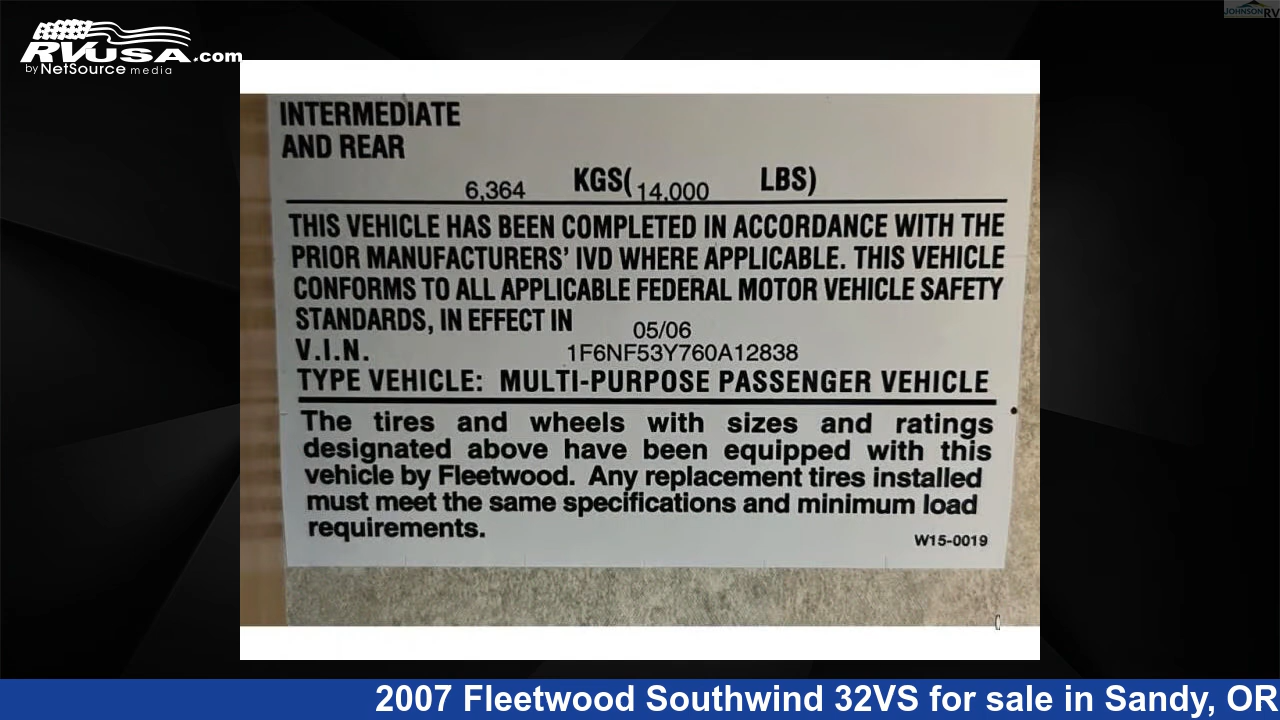 JOHNSON RV
RVUSA.com
by NetSource media
INTERMEDIATE
AND REAR
6,364 KGS( 14,000 LBS)
THIS VEHICLE HAS BEEN COMPLETED IN ACCORDANCE WITH THE
PRIOR MANUFACTURERS' IVD WHERE APPLICABLE. THIS VEHICLE
CONFORMS TO ALL APPLICABLE FEDERAL MOTOR VEHICLE SAFETY
STANDARDS, IN EFFECT IN 05/06
V.I.N. 1F6NF53Y760A12838
TYPE VEHICLE: MULTI-PURPOSE PASSENGER VEHICLE
The tires and wheels with sizes and ratings
designated above have been equipped with this
vehicle by Fleetwood. Any replacement tires installed
must meet the same specifications and minimum load
requirements.
W15-0019
2007 Fleetwood Southwind 32VS for sale in Sandy, OR